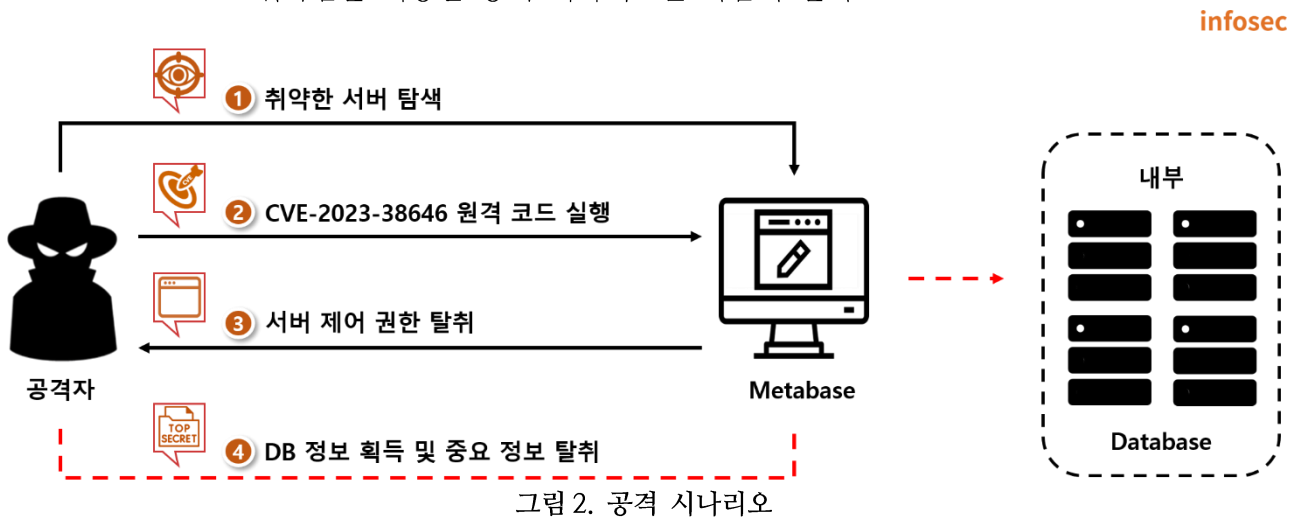 infosec
1 취약한 서버 탐색
내부
CVE
2 CVE-2023-38646 원격 코드 실행
3 서버 제어 권한 탈취
공격자
Metabase
TOP
SECRET
4 DB 정보 획득 및 중요 정보 탈취
Database
그림 2. 공격 시나리오